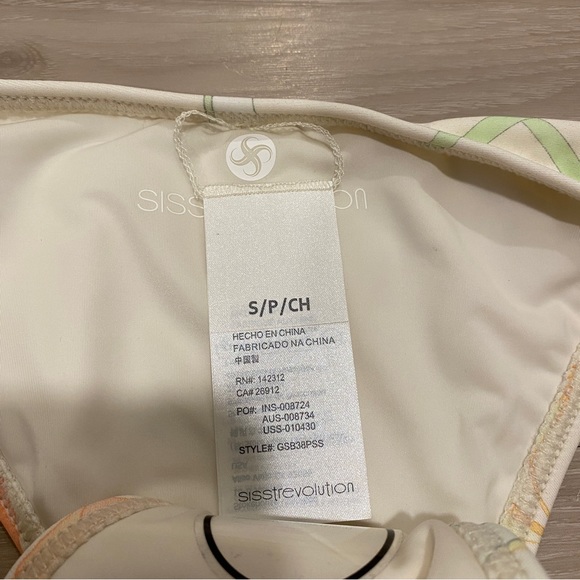 sisstrevolution
S/P/CH
HECHO EN CHINA
FABRICADO NA CHINA
中国製
RN#: 142312
CA# 26912
PO#: INS-008724
AUS-008734
USS-010430
STYLE#: GSB38PSS
sisstrevolution